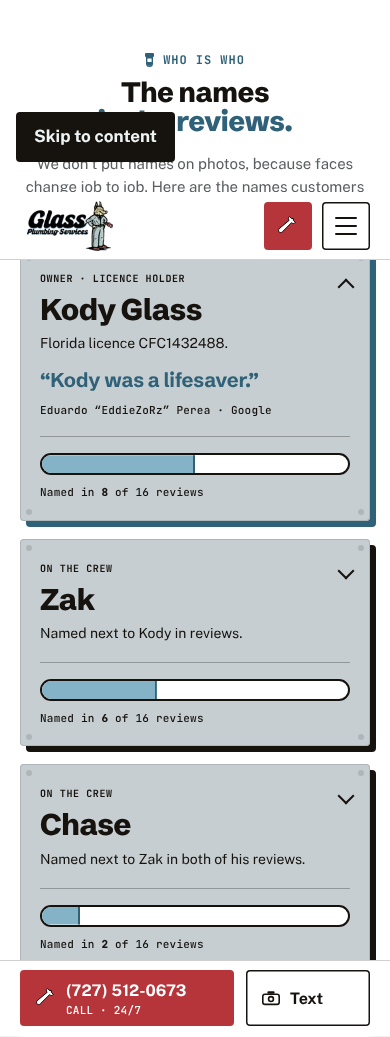 WHO IS WHO
The names
reviews.
Skip to content
We don't put names on photos, because faces
change job to job. Here are the names customers
Glass
Plumbing Services
OWNER · LICENCE HOLDER
Kody Glass
Florida licence CFC1432488.
“Kody was a lifesaver.”
Eduardo “EddieZoRz” Perea · Google
Named in 8 of 16 reviews
ON THE CREW
Zak
Named next to Kody in reviews.
Named in 6 of 16 reviews
ON THE CREW
Chase
Named next to Zak in both of his reviews.
Named in 2 of 16 reviews
(727) 512-0673
CALL · 24/7
Text